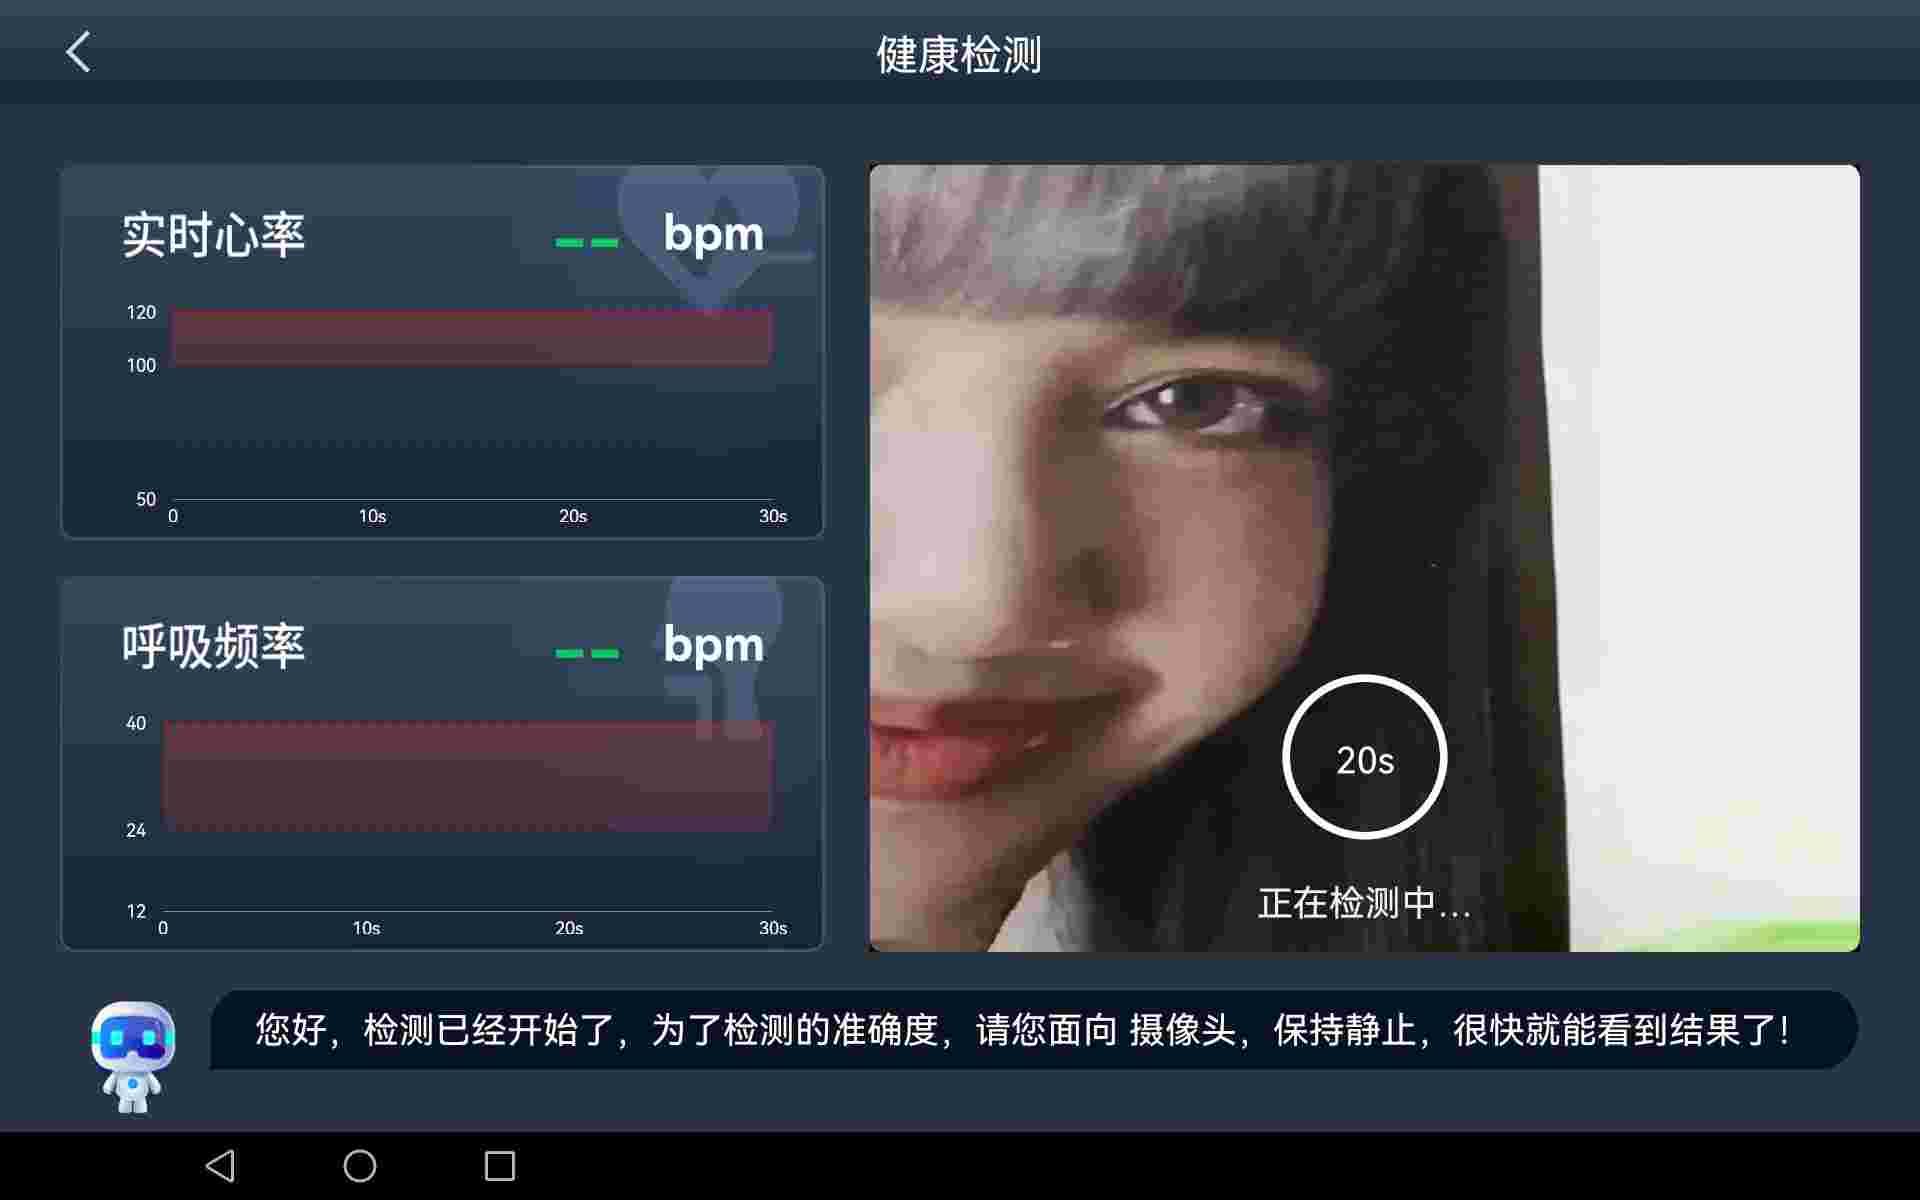 健康检测
实时心率 -- bpm
120
100
50
0 10s 20s 30s
呼吸频率 -- bpm
40
24
12
0 10s 20s 30s
20s
正在检测中...
您好，检测已经开始了，为了检测的准确度，请您面向 摄像头，保持静止，很快就能看到结果了！